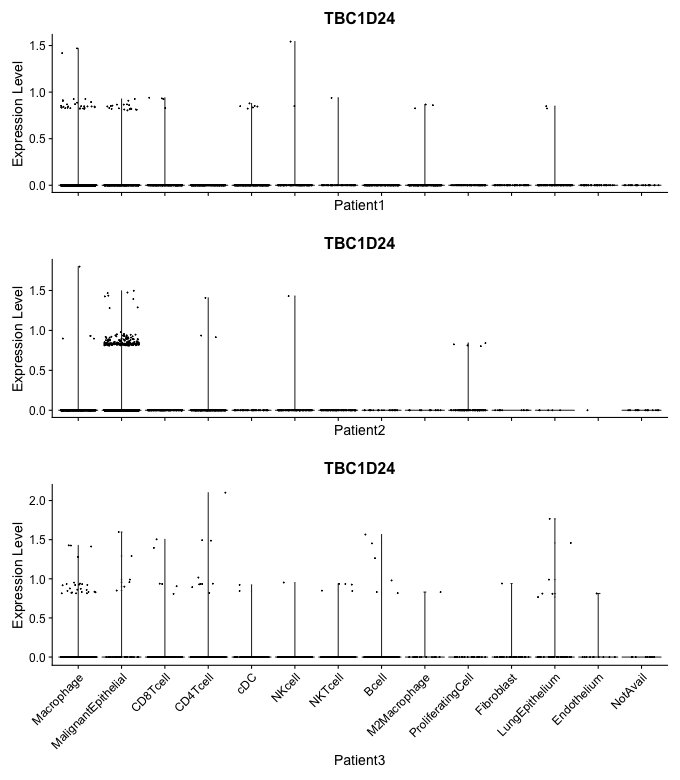 TBC1D24
Expression Level
1.5
1.0
0.5
0.0
Patient1
TBC1D24
Expression Level
1.5
1.0
0.5
0.0
Patient2
TBC1D24
Expression Level
2.0
1.5
1.0
0.5
0.0
Macrophage
MalignantEpithelial
CD8Tcell
CD4Tcell
cDC
NKcell
NKTcell
Bcell
M2Macrophage
ProliferatingCell
Fibroblast
LungEpithelium
Endothelium
NotAvail
Patient3